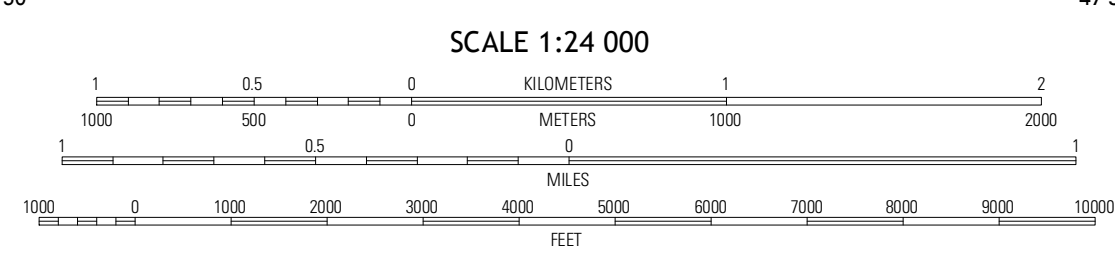 SCALE 1:24 000
1 0.5 0 KILOMETERS 1 2
1000 500 0 METERS 1000 2000
1 0.5 0 1
MILES
1000 0 1000 2000 3000 4000 5000 6000 7000 8000 9000 10000
FEET